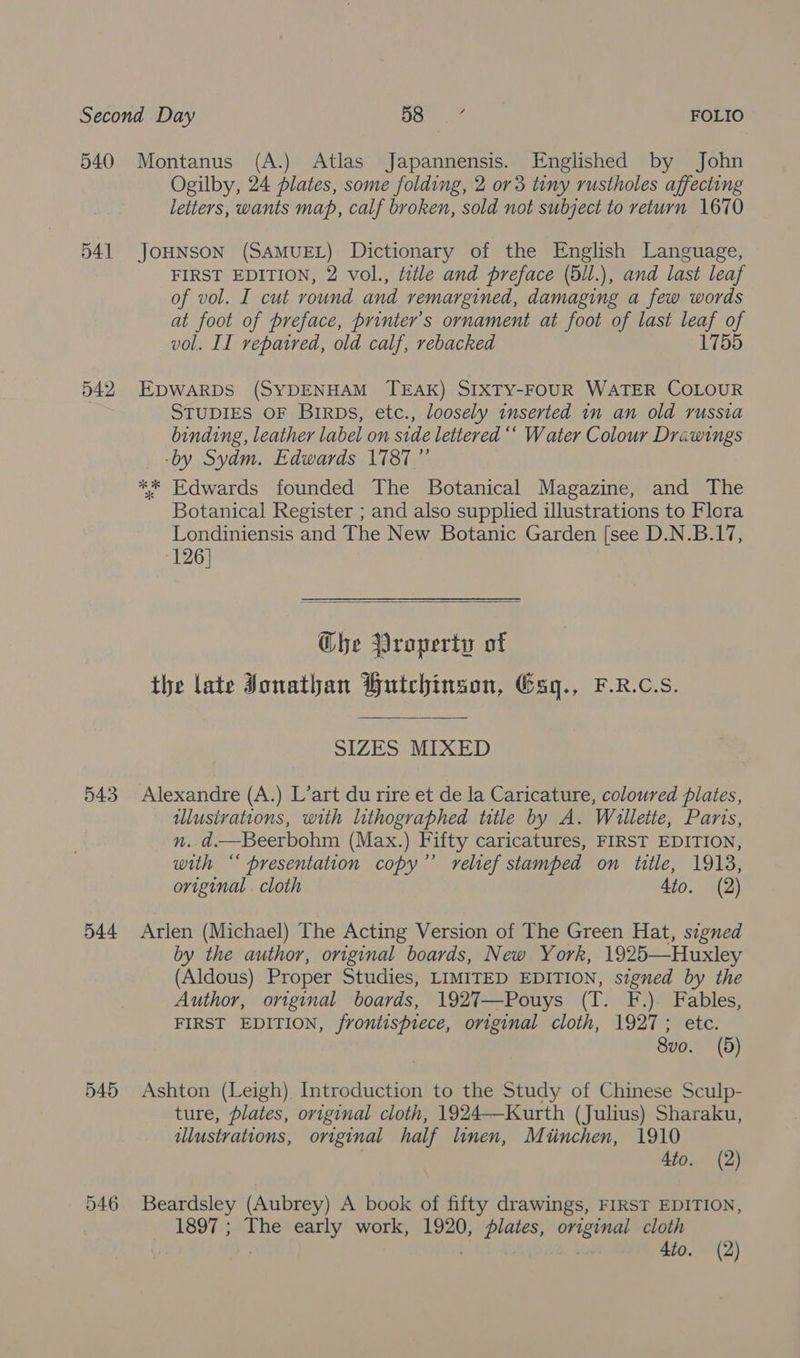 Second Day 58 FOLIO
540 Montanus (A.) Atlas Japannensis. Englished by John
Ogilby, 24 plates, some folding, 2 or 3 tiny rustholes affecting
letters, wants map, calf broken, sold not subject to return 1670
541 JOHNSON (SAMUEL) Dictionary of the English Language,
FIRST EDITION, 2 vol., title and preface (5ll.), and last leaf
of vol. I cut round and remargined, damaging a few words
at foot of preface, printer's ornament at foot of last leaf of
vol. II repaired, old calf, rebacked 1755
542 EDWARDS (SYDENHAM TEAK) SIXTY-FOUR WATER COLOUR
STUDIES OF BIRDS, etc., loosely inserted in an old russia
binding, leather label on side lettered “ Water Colour Drawings
by Sydm. Edwards 1787 ”
*** Edwards founded The Botanical Magazine, and The
Botanical Register ; and also supplied illustrations to Flora
Londiniensis and The New Botanic Garden [see D.N.B.17,
126]
The Property of
the late Jonathan Hutchinson, Esq., F.R.C.S.
SIZES MIXED
543 Alexandre (A.) L'art du rire et de la Caricature, coloured plates,
illustrations, with lithographed title by A. Willette, Paris,
n. d.—Beerbohm (Max.) Fifty caricatures, FIRST EDITION,
with “ presentation copy ” relief stamped on title, 1913,
original cloth 4to. (2)
544 Arlen (Michael) The Acting Version of The Green Hat, signed
by the author, original boards, New York, 1925—Huxley
(Aldous) Proper Studies, LIMITED EDITION, signed by the
Author, original boards, 1927—Pouys (T. F.) Fables,
FIRST EDITION, frontispiece, original cloth, 1927 ; etc.
8vo. (5)
545 Ashton (Leigh) Introduction to the Study of Chinese Sculp-
ture, plates, original cloth, 1924—Kurth (Julius) Sharaku,
illustrations, original half linen, München, 1910
4to. (2)
546 Beardsley (Aubrey) A book of fifty drawings, FIRST EDITION,
1897 ; The early work, 1920, plates, original cloth
4to. (2)